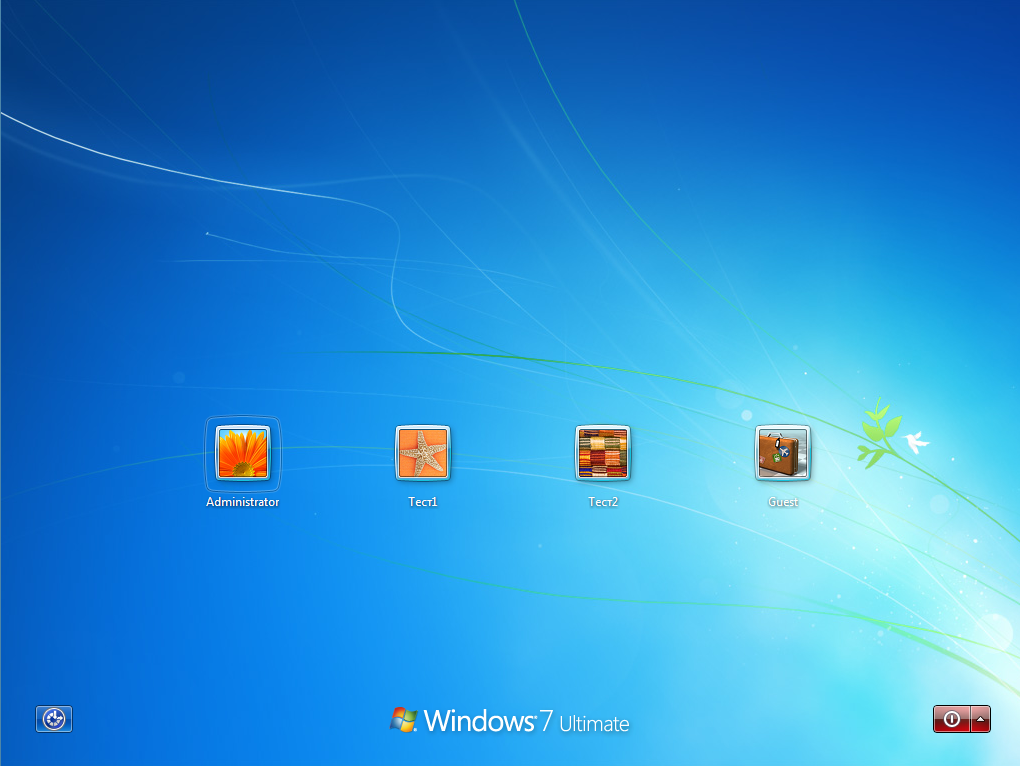 Administrator
Тест1
Тест2
Guest
Windows 7 Ultimate